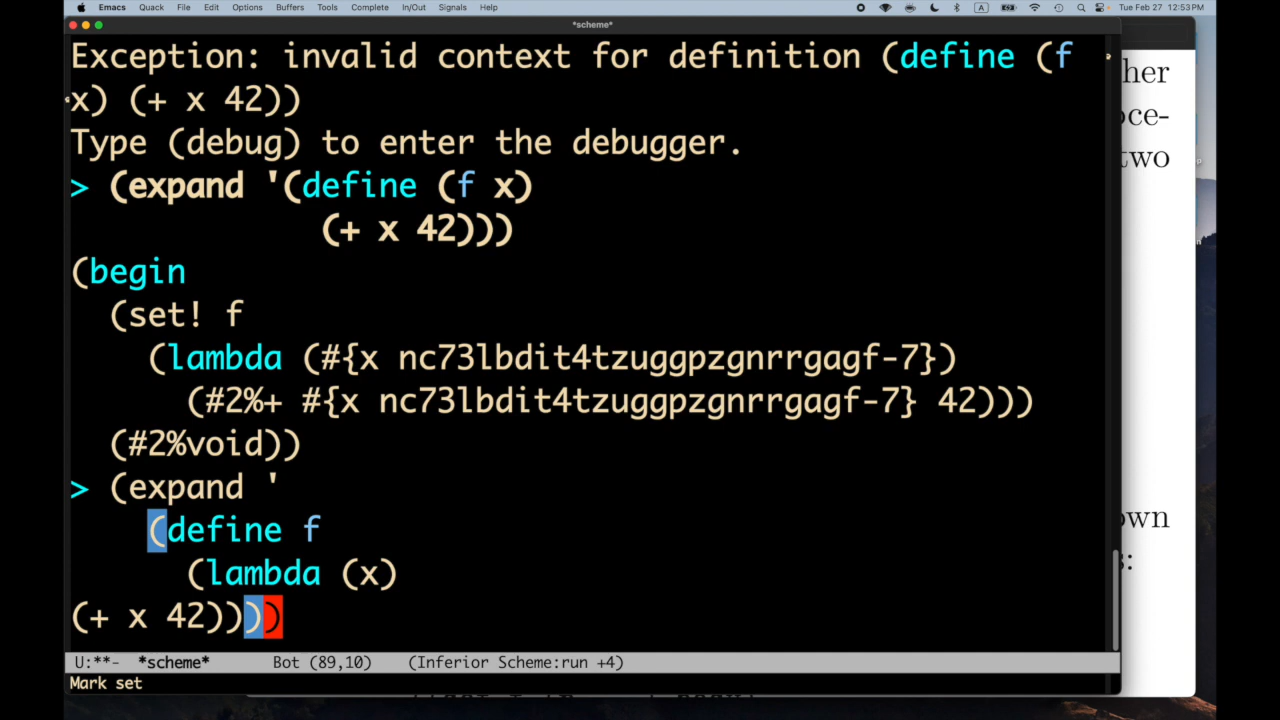 Emacs Quack File Edit Options Buffers Tools Complete In/Out Signals Help A Tue Feb 27 12:53 PM
*scheme*
Exception: invalid context for definition (define (f
x) (+ x 42))
Type (debug) to enter the debugger.
> (expand '(define (f x)
(+ x 42)))
(begin
(set! f
(lambda (#{x nc73lbdit4tzuggpzgnrrgagf-7})
(#2%+ #{x nc73lbdit4tzuggpzgnrrgagf-7} 42)))
(#2%void))
> (expand '
(define f
(lambda (x)
(+ x 42))))
U:**- *scheme* Bot (89,10) (Inferior Scheme:run +4)
Mark set
her
oce-
two
own
s: